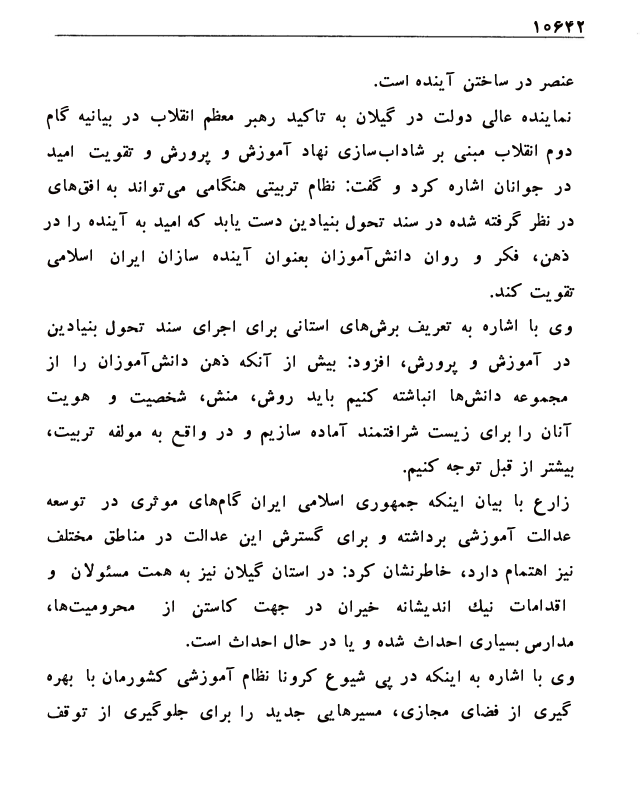 ۱۰۶۴۲
عنصر در ساختن آینده است.
نماینده عالی دولت در گیلان به تاکید رهبر معظم انقلاب در بیانیه گام
دوم انقلاب مبنی بر شاداب‌سازی نهاد آموزش و پرورش و تقویت امید
در جوانان اشاره کرد و گفت: نظام تربیتی هنگامی می‌تواند به افق‌های
در نظر گرفته شده در سند تحول بنیادین دست یابد که امید به آینده را در
ذهن، فکر و روان دانش‌آموزان بعنوان آینده سازان ایران اسلامی
تقویت کند.
وی با اشاره به تعریف برش‌های استانی برای اجرای سند تحول بنیادین
در آموزش و پرورش، افزود: بیش از آنکه ذهن دانش‌آموزان را از
مجموعه دانش‌ها انباشته کنیم باید روش، منش، شخصیت و هویت
آنان را برای زیست شرافتمند آماده سازیم و در واقع به مولفه تربیت،
بیشتر از قبل توجه کنیم.
زارع با بیان اینکه جمهوری اسلامی ایران گام‌های موثری در توسعه
عدالت آموزشی برداشته و برای گسترش این عدالت در مناطق مختلف
نیز اهتمام دارد، خاطرنشان کرد: در استان گیلان نیز به همت مسئولان و
اقدامات نیك اندیشانه خیران در جهت کاستن از محرومیت‌ها،
مدارس بسیاری احداث شده و یا در حال احداث است.
وی با اشاره به اینکه در پی شیوع کرونا نظام آموزشی کشورمان با بهره
گیری از فضای مجازی، مسیرهایی جدید را برای جلوگیری از توقف